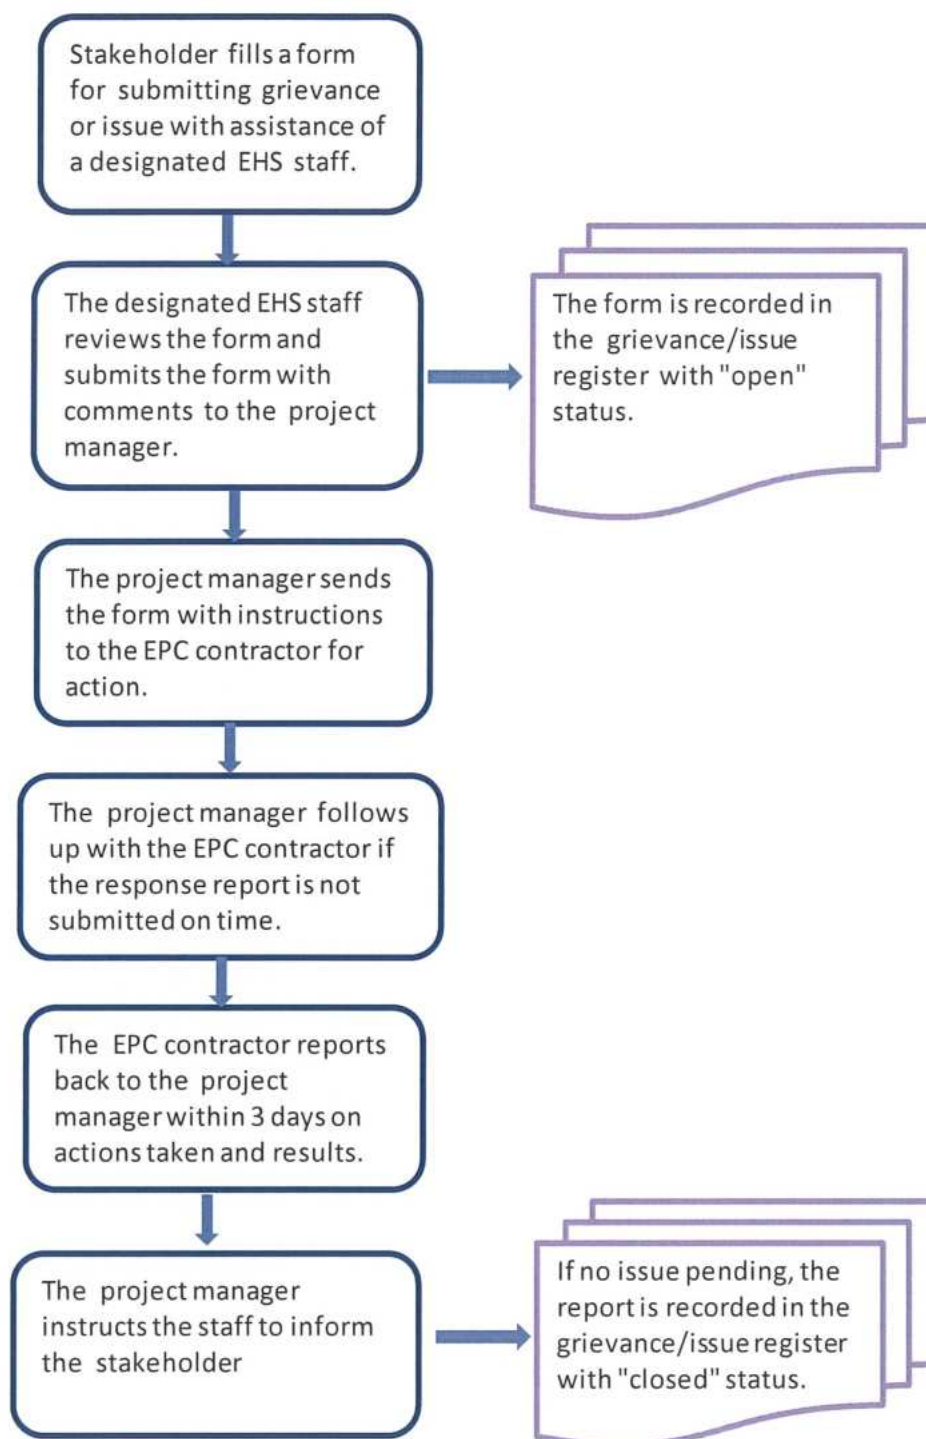 Stakeholder fills a form
for submitting grievance
or issue with assistance of
a designated EHS staff.
The designated EHS staff
reviews the form and
submits the form with
comments to the project
manager.
The form is recorded in
the grievance/issue
register with "open"
status.
The project manager sends
the form with instructions
to the EPC contractor for
action.
The project manager follows
up with the EPC contractor if
the response report is not
submitted on time.
The EPC contractor reports
back to the project
manager within 3 days on
actions taken and results.
The project manager
instructs the staff to inform
the stakeholder
If no issue pending, the
report is recorded in the
grievance/issue register
with "closed" status.